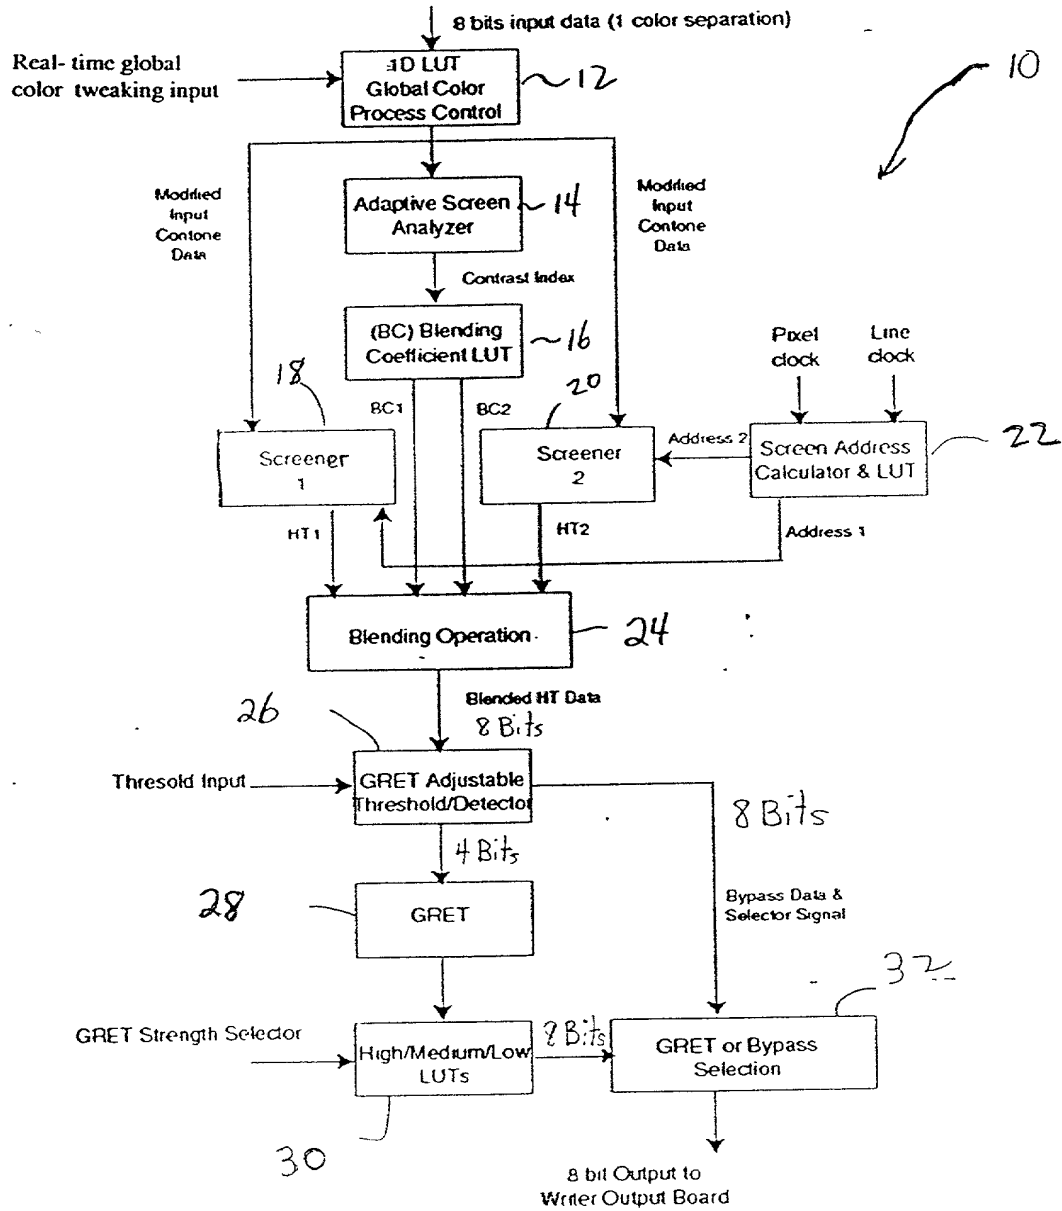 8 bits input data (1 color separation)
Real- time global
color tweaking input
1D LUT
Global Color
Process Control
12
10
Modified
Input
Contone
Data
Adaptive Screen
Analyzer
14
Modified
Input
Contone
Data
Contrast Index
(BC) Blending
Coefficient LUT
16
Pixel
clock
Line
clock
18
20
BC1
BC2
Screener
1
Screener
2
Address 2
Screen Address
Calculator & LUT
22
HT1
HT2
Address 1
Blending Operation
24
Blended HT Data
8 Bits
26
Thresold Input
GRET Adjustable
Threshold/Detector
8 Bits
4 Bits
28
GRET
Bypass Data &
Selector Signal
32
GRET Strength Selector
High/Medium/Low
LUTs
8 Bits
GRET or Bypass
Selection
30
8 bit Output to
Writer Output Board